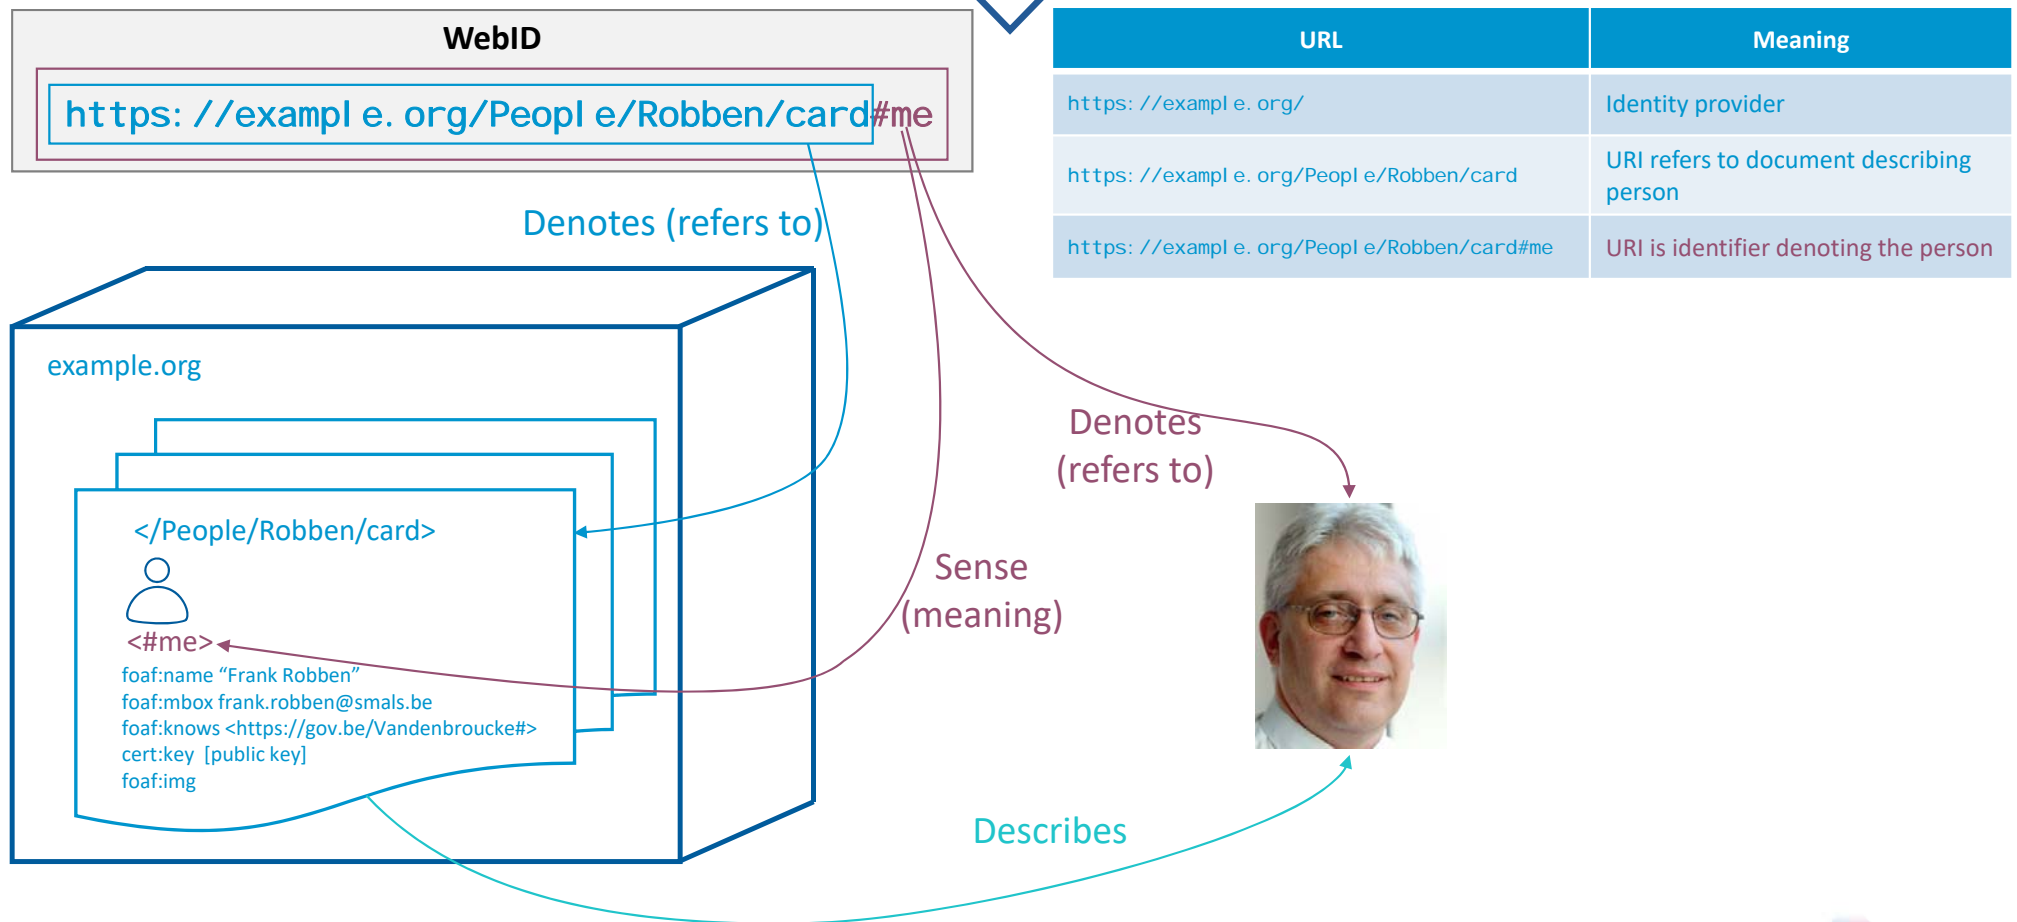 WebID
https://example.org/People/Robben/card#me
URL
Meaning
https://example.org/
Identity provider
https://example.org/People/Robben/card
URI refers to document describing
person
https://example.org/People/Robben/card#me
URI is identifier denoting the person
Denotes (refers to)
example.org
</People/Robben/card>
<#me>
foaf:name “Frank Robben”
foaf:mbox frank.robben@smals.be
foaf:knows <https://gov.be/Vandenbroucke#>
cert:key [public key]
foaf:img
Denotes
(refers to)
Sense
(meaning)
Describes